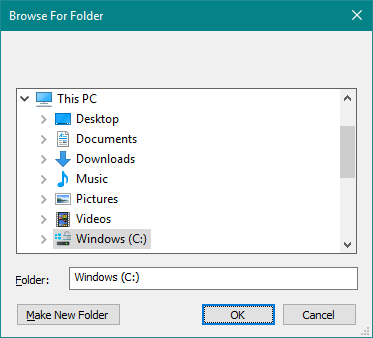 Browse For Folder
This PC
Desktop
Documents
Downloads
Music
Pictures
Videos
Windows (C:)
Folder: Windows (C:)
Make New Folder OK Cancel